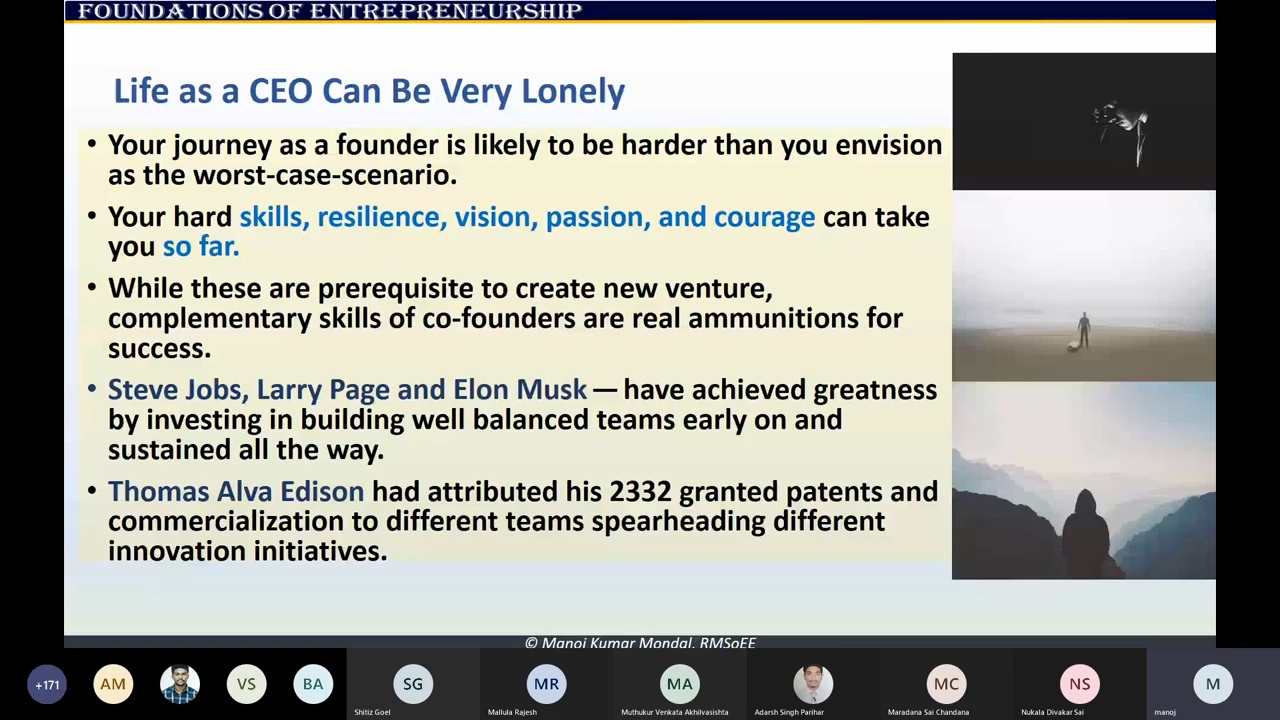 FOUNDATIONS OF ENTREPRENEURSHIP
Life as a CEO Can Be Very Lonely
• Your journey as a founder is likely to be harder than you envision
as the worst-case-scenario.
• Your hard skills, resilience, vision, passion, and courage can take
you so far.
• While these are prerequisite to create new venture,
complementary skills of co-founders are real ammunitions for
success.
• Steve Jobs, Larry Page and Elon Musk — have achieved greatness
by investing in building well balanced teams early on and
sustained all the way.
• Thomas Alva Edison had attributed his 2332 granted patents and
commercialization to different teams spearheading different
innovation initiatives.
© Manoj Kumar Mondal, RMSoEE
+171 AM VS BA SG MR MA MC NS M
Shitiz Goel Mallula Rajesh Muthukur Venkata Akhilvasishta Adarsh Singh Parihar Maradana Sai Chandana Nukala Divakar Sai manoj